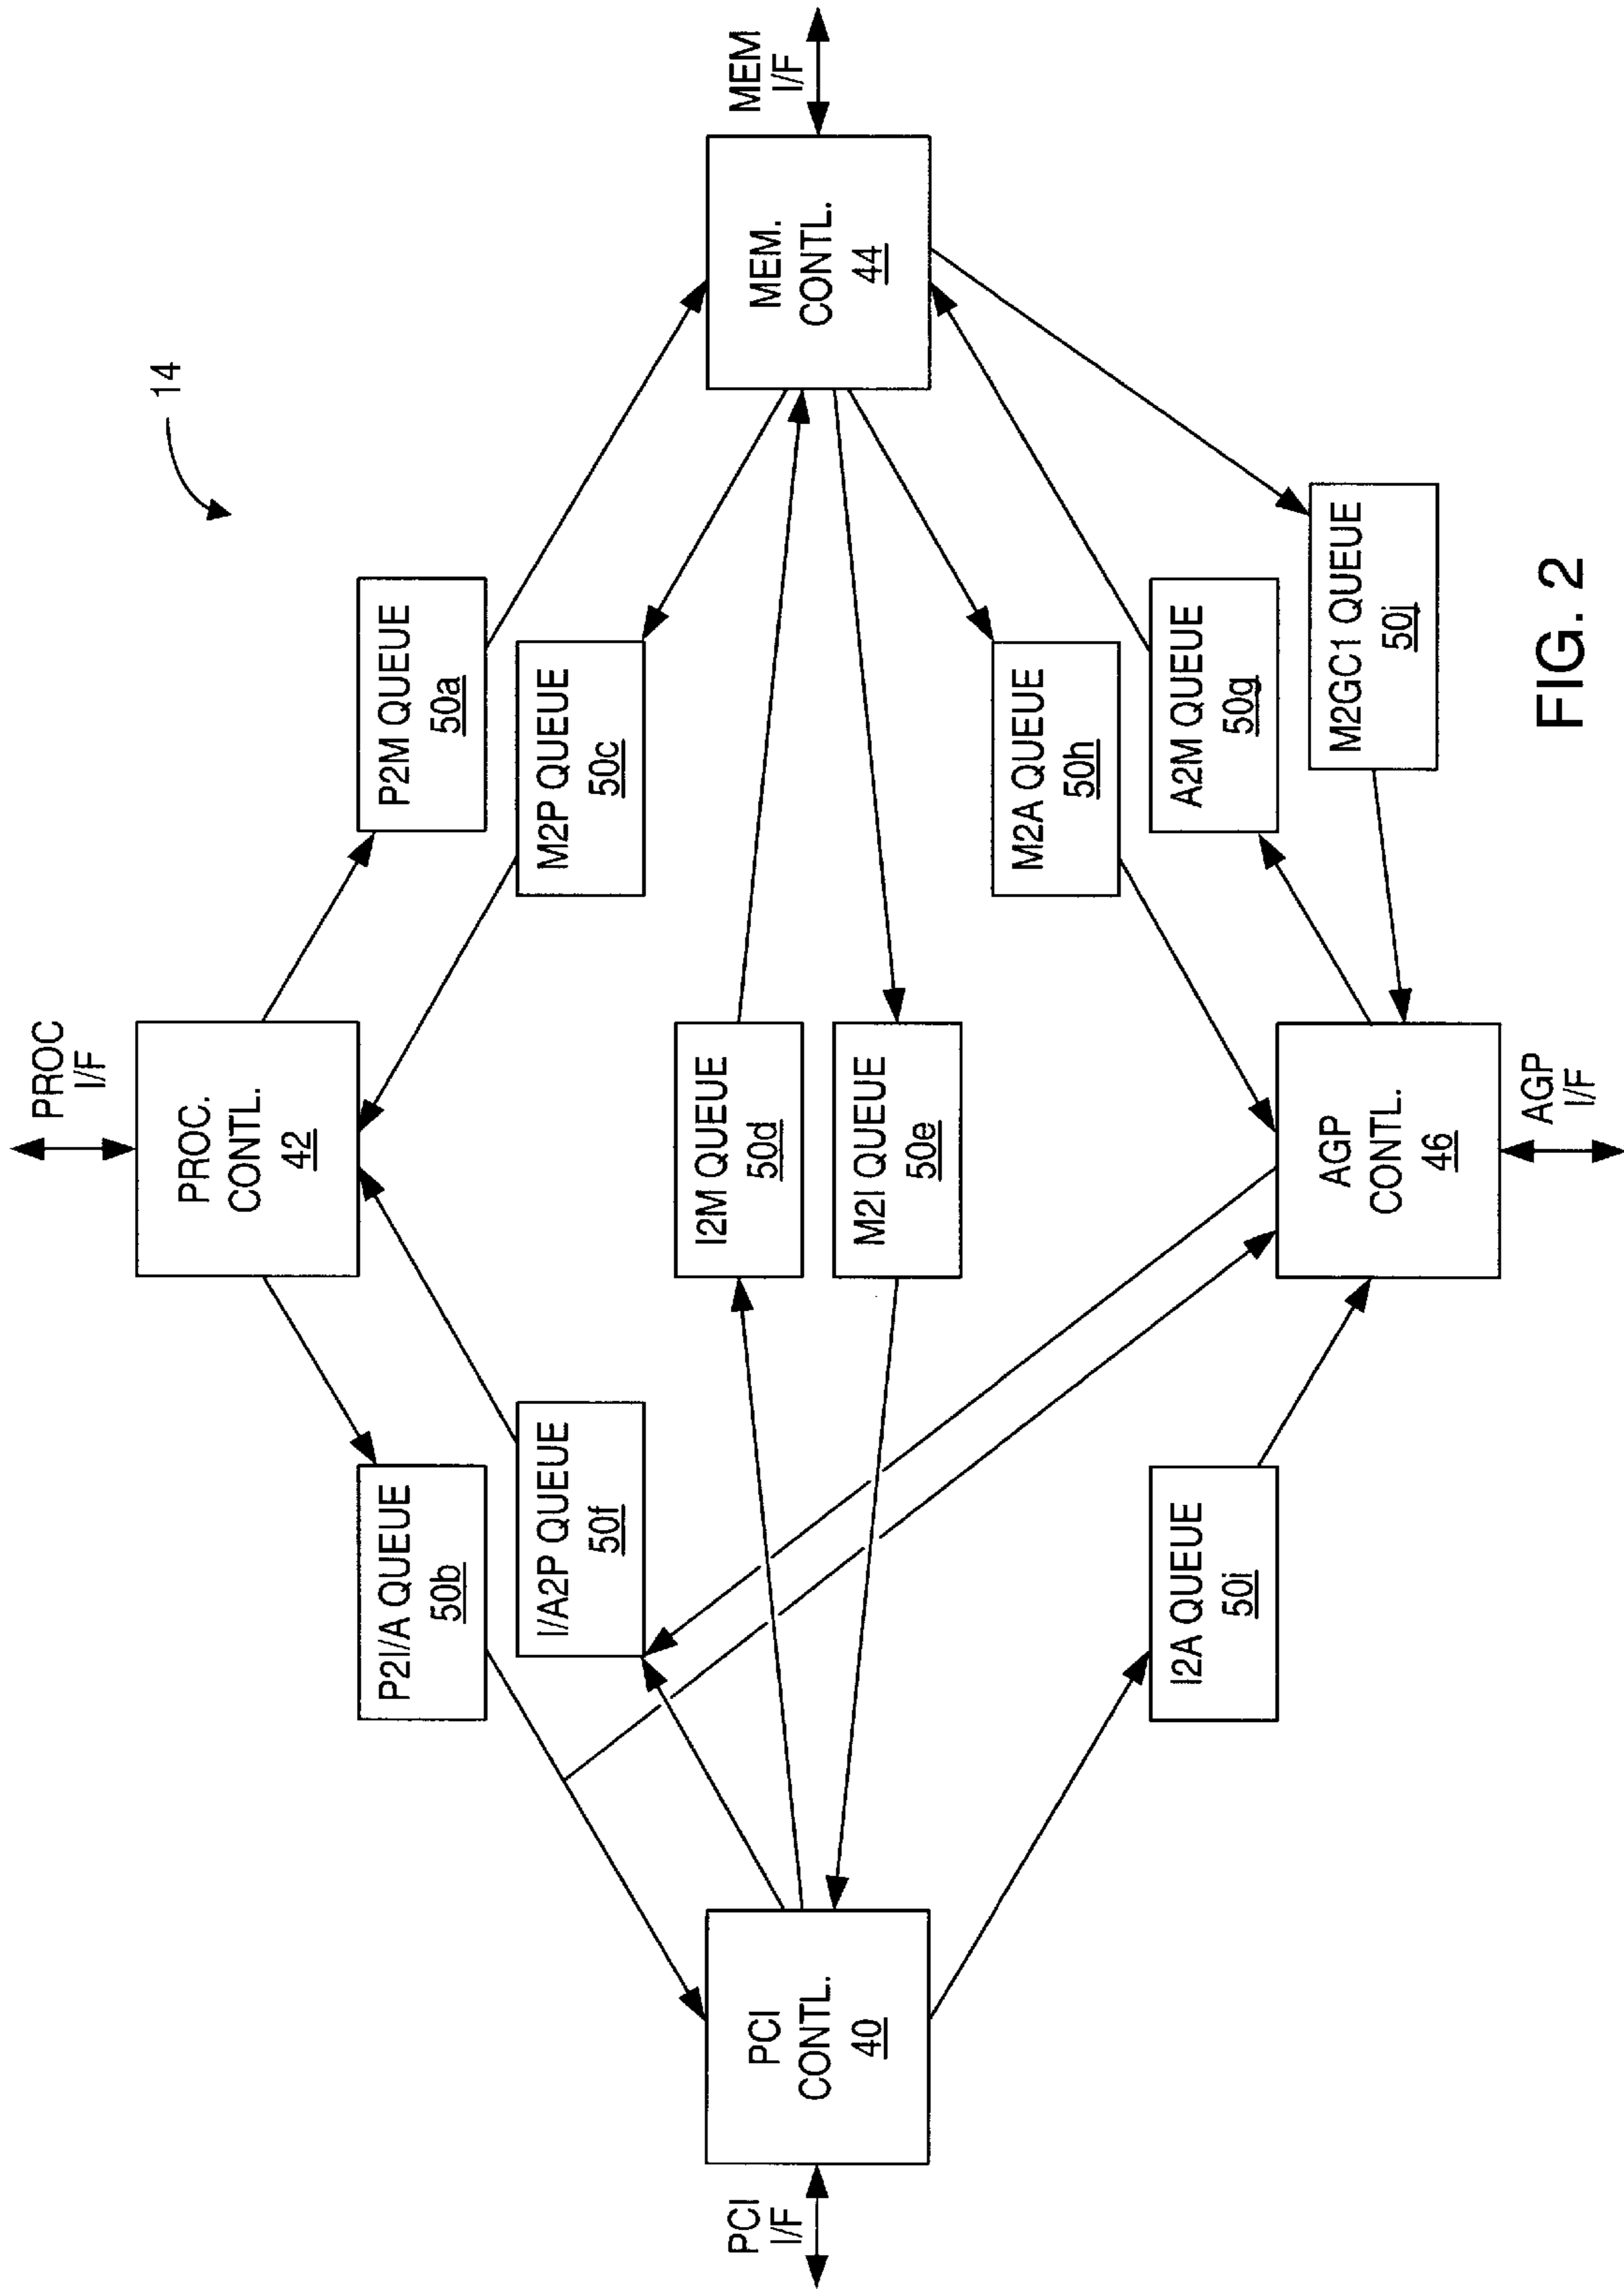 14
PROC
I/F
PROC.
CONTL.
42
P2I/A QUEUE
50b
P2M QUEUE
50a
I/A2P QUEUE
50f
M2P QUEUE
50c
PCI
I/F
PCI
CONTL.
40
I2M QUEUE
50d
M2I QUEUE
50e
MEM.
CONTL.
44
MEM
I/F
M2A QUEUE
50h
I2A QUEUE
50i
A2M QUEUE
50g
AGP
CONTL.
46
M2GC1 QUEUE
50j
AGP
I/F
FIG. 2